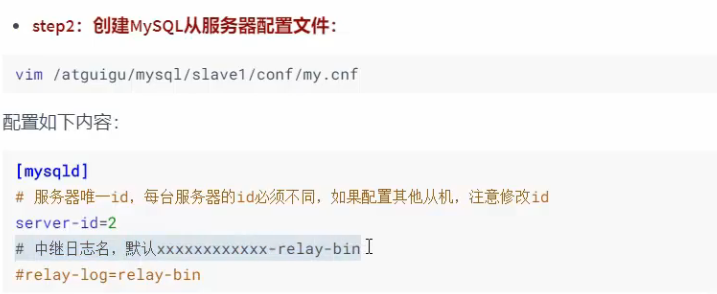 step2：创建MySQL从服务器配置文件：
vim /atguigu/mysql/slave1/conf/my.cnf
配置如下内容：
[mysqld]
# 服务器唯一id，每台服务器的id必须不同，如果配置其他从机，注意修改id
server-id=2
# 中继日志名，默认xxxxxxxxxxxx-relay-bin
#relay-log=relay-bin